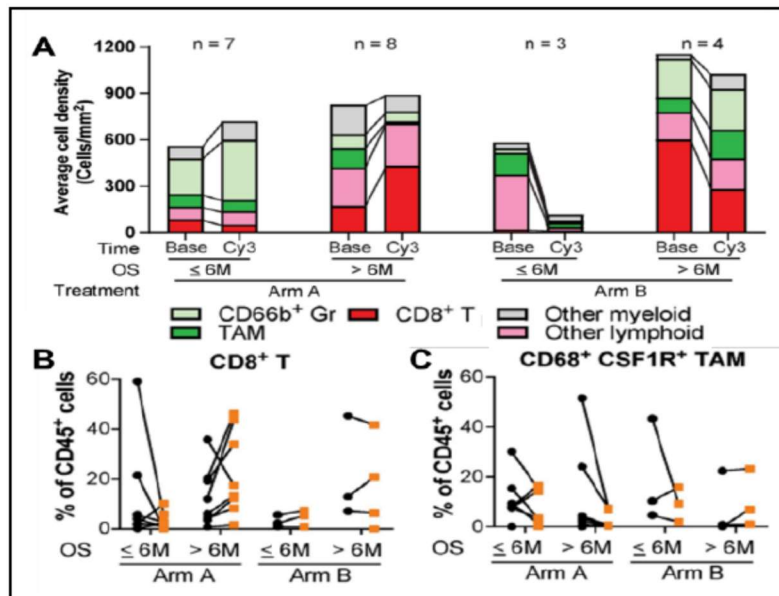 A
1200
n = 7
n = 8
n = 3
n = 4
900
600
300
0
Average cell density
(Cells/mm²)
Time Base Cy3 Base Cy3 Base Cy3 Base Cy3
OS ≤ 6M > 6M ≤ 6M > 6M
Treatment Arm A Arm B
CD66b⁺ Gr CD8⁺ T Other myeloid
TAM Other lymphoid
B CD8⁺ T
60
40
20
0
% of CD45⁺ cells
OS ≤ 6M > 6M ≤ 6M > 6M
Arm A Arm B
C CD68⁺ CSF1R⁺ TAM
60
40
20
0
% of CD45⁺ cells
OS ≤ 6M > 6M ≤ 6M > 6M
Arm A Arm B